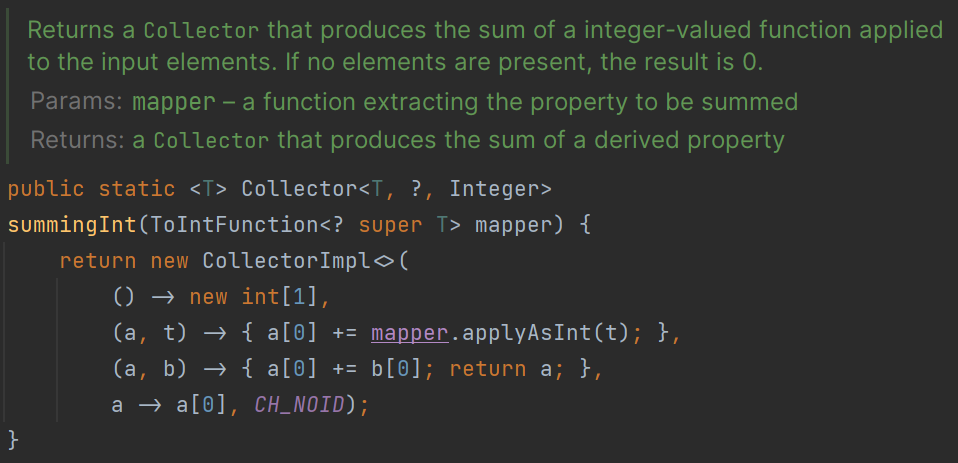 Returns a Collector that produces the sum of a integer-valued function applied
to the input elements. If no elements are present, the result is 0.
Params: mapper – a function extracting the property to be summed
Returns: a Collector that produces the sum of a derived property
public static <T> Collector<T, ?, Integer>
summingInt(ToIntFunction<? super T> mapper) {
    return new CollectorImpl<>(
        () -> new int[1],
        (a, t) -> { a[0] += mapper.applyAsInt(t); },
        (a, b) -> { a[0] += b[0]; return a; },
        a -> a[0], CH_NOID);
}